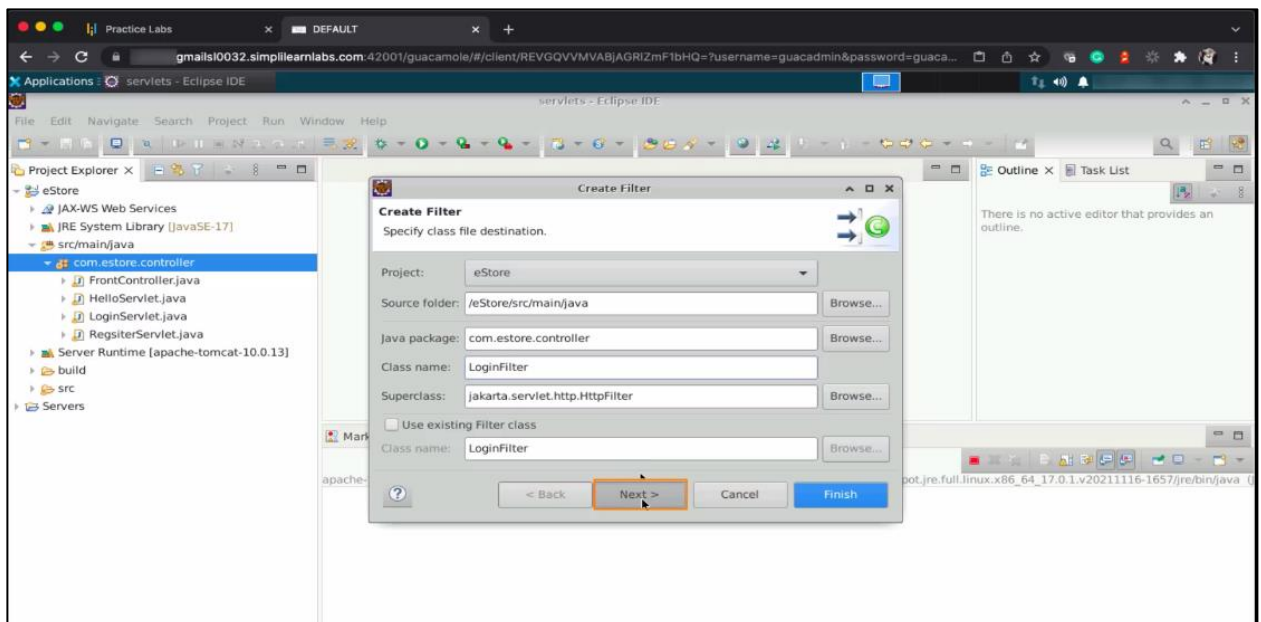 Practice Labs
DEFAULT
gmailsl0032.simplilearnlabs.com:42001/guacamole/#/client/REVGQVVMVABjAGRIZmF1bHQ=?username=guacadmin&password=guaca...
Applications servlets - Eclipse IDE
servlets - Eclipse IDE
File Edit Navigate Search Project Run Window Help
Project Explorer
Outline Task List
eStore
JAX-WS Web Services
JRE System Library [JavaSE-17]
src/main/java
com.estore.controller
FrontController.java
HelloServlet.java
LoginServlet.java
RegsiterServlet.java
Server Runtime [apache-tomcat-10.0.13]
build
src
Servers
There is no active editor that provides an
outline.
Create Filter
Create Filter
Specify class file destination.
Project: eStore
Source folder: /eStore/src/main/java Browse...
Java package: com.estore.controller Browse...
Class name: LoginFilter
Superclass: jakarta.servlet.http.HttpFilter Browse...
Use existing Filter class
Class name: LoginFilter Browse...
? < Back Next > Cancel Finish
Mark
apache-
pot.jre.full.linux.x86_64_17.0.1.v20211116-1657/jre/bin/java